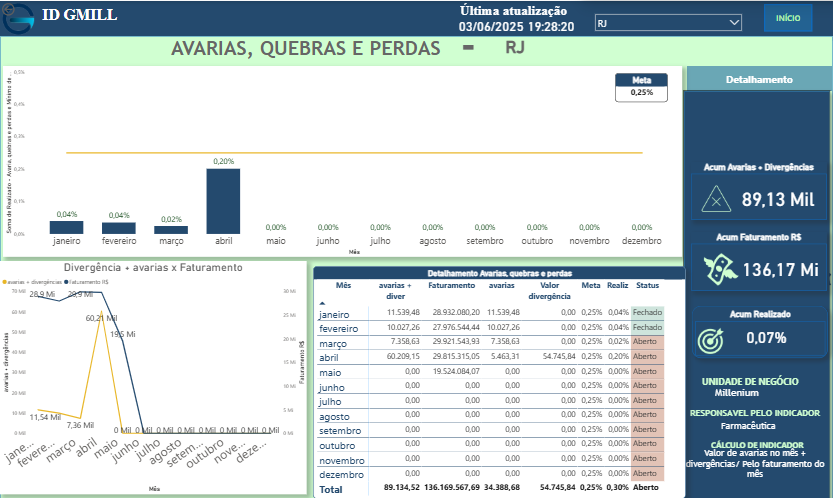 ID GMILL
Última atualização
03/06/2025 19:28:20
RJ
INÍCIO
AVARIAS, QUEBRAS E PERDAS - RJ
Soma de Realizado - Avaria, quebras e perdas e Mínimo de ...
0,5%
0,4%
0,3%
0,2%
0,1%
0,0%
Meta
0,25%
0,04%
0,04%
0,02%
0,20%
0,00%
0,00%
0,00%
0,00%
0,00%
0,00%
0,00%
0,00%
janeiro
fevereiro
março
abril
maio
junho
julho
agosto
setembro
outubro
novembro
dezembro
Mês
Detalhamento
Acum Avarias + Divergências
89,13 Mil
Acum Faturamento R$
136,17 Mi
Acum Realizado
0,07%
UNIDADE DE NEGÓCIO
Millenium
RESPONSAVEL PELO INDICADOR
Farmacêutica
CÁLCULO DE INDICADOR
Valor de avarias no mês +
divergências/ Pelo faturamento do
mês
Divergência + avarias x Faturamento
avarias + divergências
faturamento R$
avarias + divergências
70 Mil
60 Mil
50 Mil
40 Mil
30 Mil
20 Mil
10 Mil
0 Mil
28,9 Mi
29,9 Mi
60,21 Mil
19,5 Mi
11,54 Mil
7,36 Mil
0 Mil
0 Mil
0 Mil
0 Mil
0 Mil
0 Mil
0 Mil
0 Mil
30 Mi
25 Mi
20 Mi
15 Mi
10 Mi
5 Mi
0 Mi
Faturamento R$
jane...
fevere...
março
abril
maio
junho
julho
agosto
setem...
outubro
nove...
deze...
Mês
Detalhamento Avarias, quebras e perdas
Mês avarias + diver Faturamento avarias Valor divergência Meta Realiz Status
janeiro 11.539,48 28.932.080,20 11.539,48 0,00 0,25% 0,04% Fechado
fevereiro 10.027,26 27.976.544,44 10.027,26 0,00 0,25% 0,04% Fechado
março 7.358,63 29.921.543,93 7.358,63 0,00 0,25% 0,02% Aberto
abril 60.209,15 29.815.315,05 5.463,31 54.745,84 0,25% 0,20% Aberto
maio 0,00 19.524.084,07 0,00 0,00 0,25% 0,00% Aberto
junho 0,00 0,00 0,00 0,00 0,25% 0,00% Aberto
julho 0,00 0,00 0,00 0,00 0,25% 0,00% Aberto
agosto 0,00 0,00 0,00 0,00 0,25% 0,00% Aberto
setembro 0,00 0,00 0,00 0,00 0,25% 0,00% Aberto
outubro 0,00 0,00 0,00 0,00 0,25% 0,00% Aberto
novembro 0,00 0,00 0,00 0,00 0,25% 0,00% Aberto
dezembro 0,00 0,00 0,00 0,00 0,25% 0,00% Aberto
Total 89.134,52 136.169.567,69 34.388,68 54.745,84 0,25% 0,30% Aberto